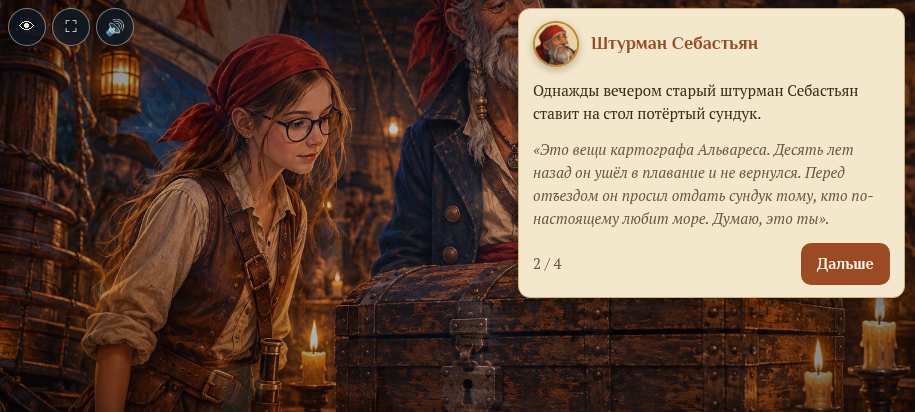 Штурман Себастьян
Однажды вечером старый штурман Себастьян
ставит на стол потёртый сундук.
«Это вещи картографа Альвареса. Десять лет
назад он ушёл в плавание и не вернулся. Перед
отъездом он просил отдать сундук тому, кто по-
настоящему любит море. Думаю, это ты».
2 / 4
Дальше